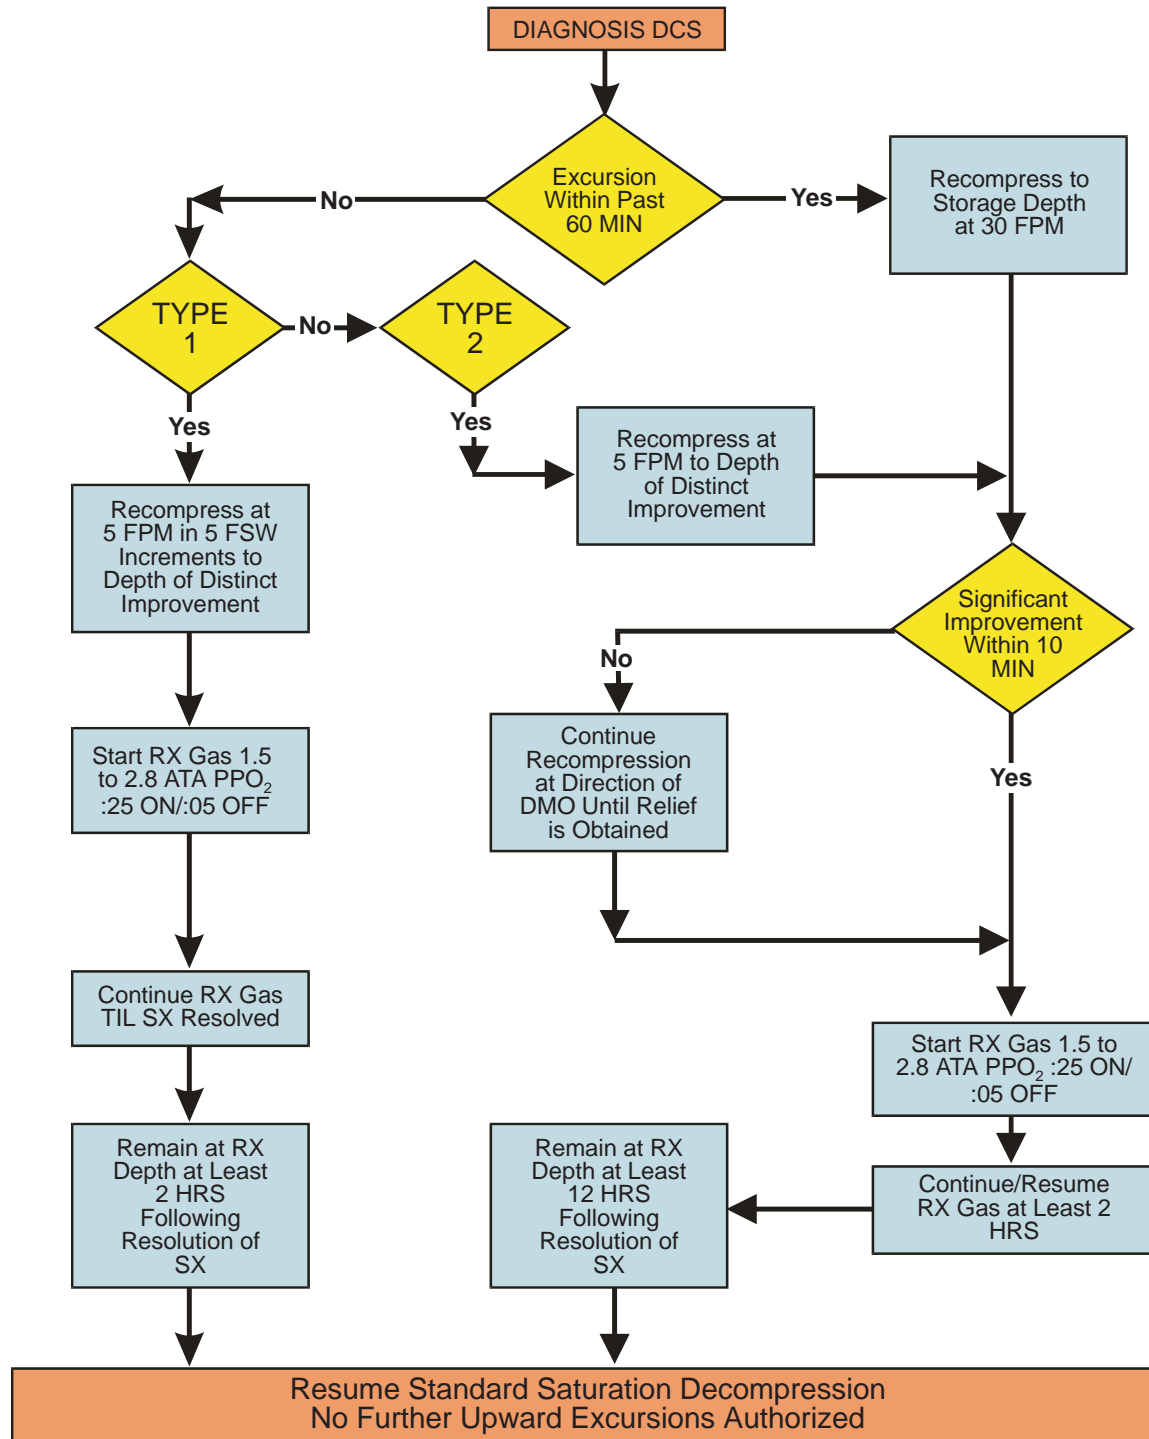 DIAGNOSIS DCS
Excursion
Within Past
60 MIN
No
Yes
Recompress to
Storage Depth
at 30 FPM
TYPE
1
No
TYPE
2
Yes
Yes
Recompress at
5 FPM to Depth
of Distinct
Improvement
Recompress at
5 FPM in 5 FSW
Increments to
Depth of Distinct
Improvement
Significant
Improvement
Within 10
MIN
No
Yes
Start RX Gas 1.5
to 2.8 ATA PPO₂
:25 ON/:05 OFF
Continue
Recompression
at Direction of
DMO Until Relief
is Obtained
Continue RX Gas
TIL SX Resolved
Start RX Gas 1.5 to
2.8 ATA PPO₂ :25 ON/
:05 OFF
Remain at RX
Depth at Least
2 HRS
Following
Resolution of
SX
Remain at RX
Depth at Least
12 HRS
Following
Resolution of
SX
Continue/Resume
RX Gas at Least 2
HRS
Resume Standard Saturation Decompression
No Further Upward Excursions Authorized